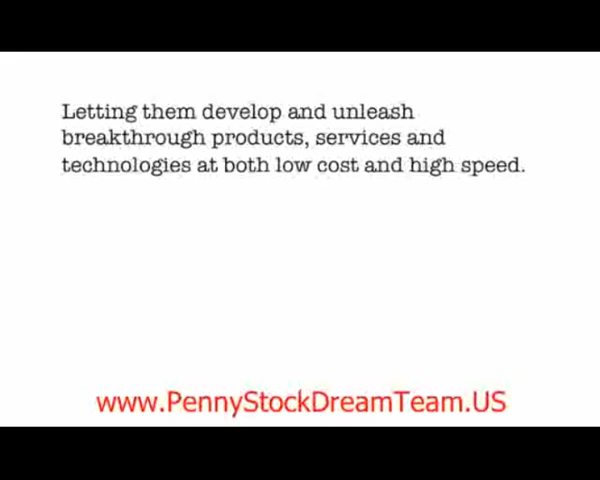 Letting them develop and unleash
breakthrough products, services and
technologies at both low cost and high speed.
www.PennyStockDreamTeam.US